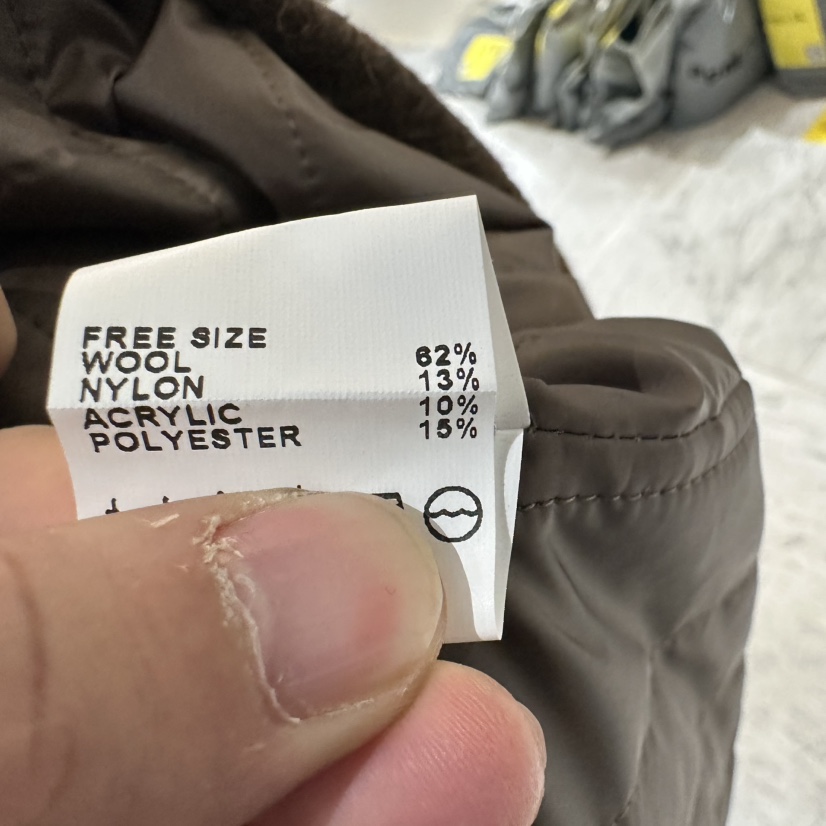 FREE SIZE
WOOL 62%
NYLON 13%
ACRYLIC 10%
POLYESTER 15%